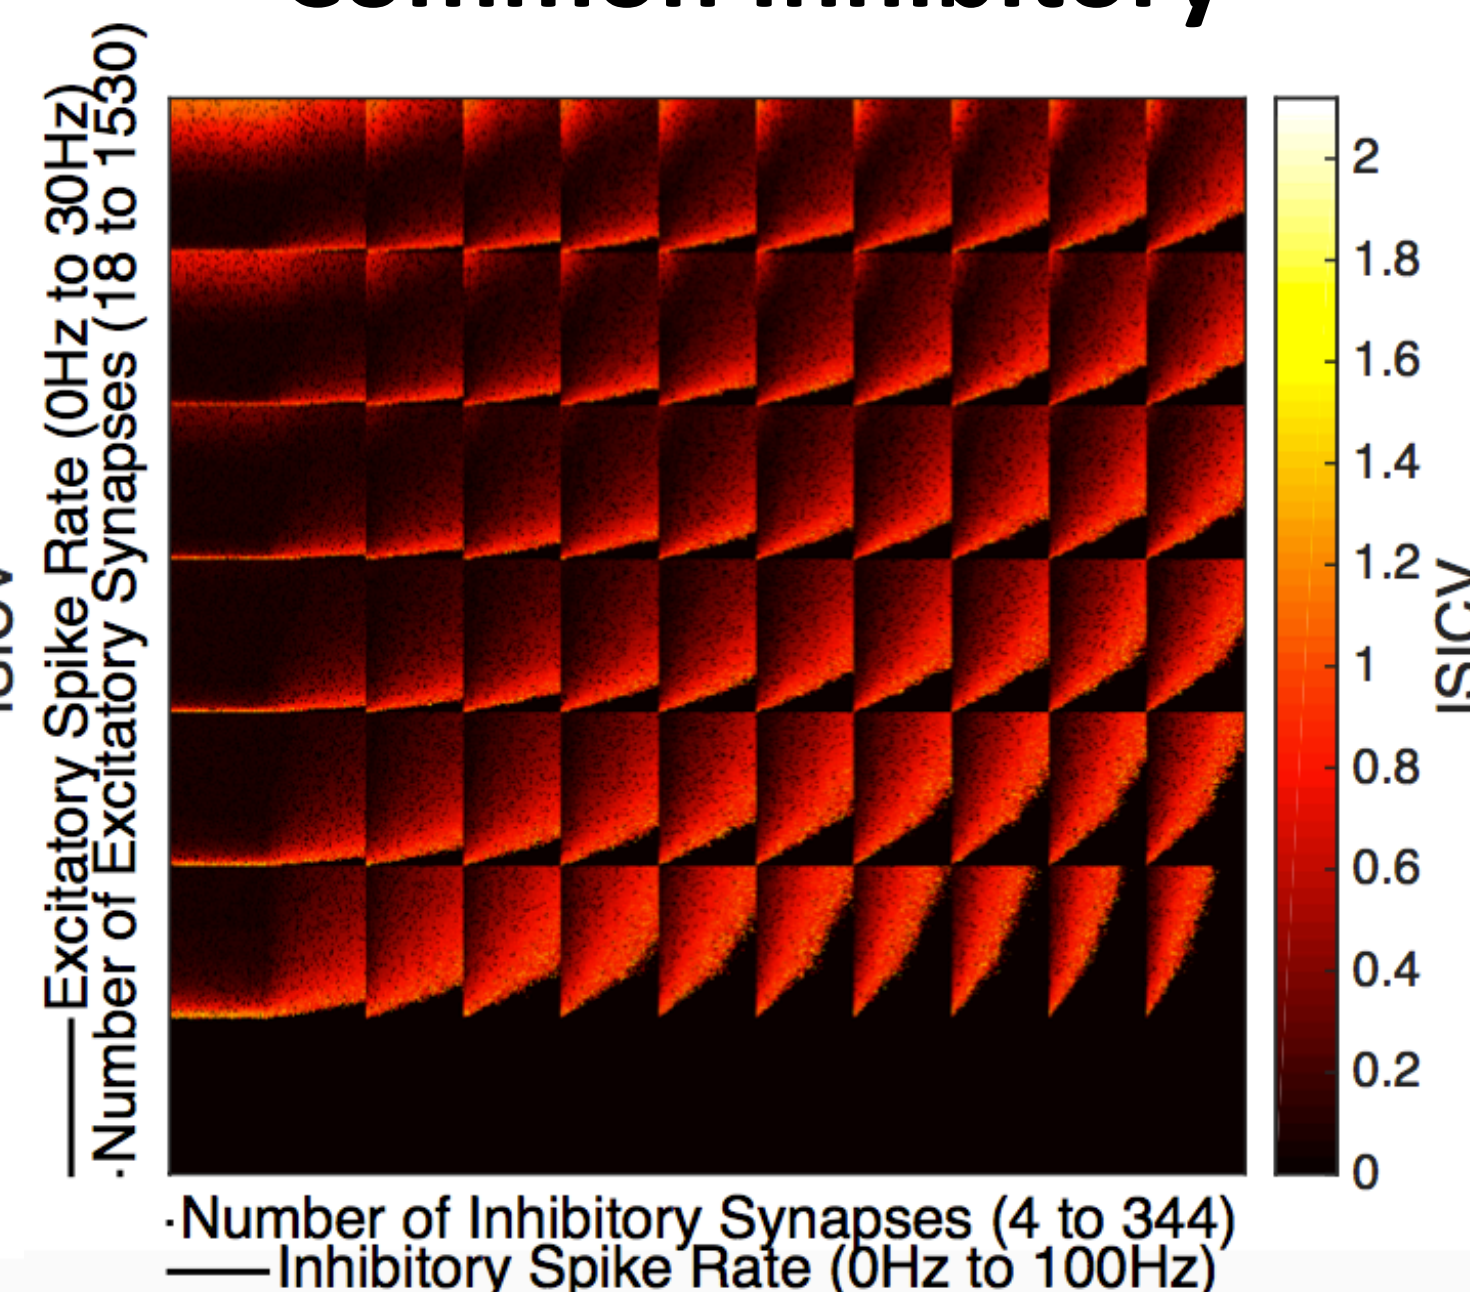 Common Inhibitory
Excitatory Spike Rate (0Hz to 30Hz)
·Number of Excitatory Synapses (18 to 1530)
2
1.8
1.6
1.4
1.2
1
0.8
0.6
0.4
0.2
0
ISICV
·Number of Inhibitory Synapses (4 to 344)
Inhibitory Spike Rate (0Hz to 100Hz)